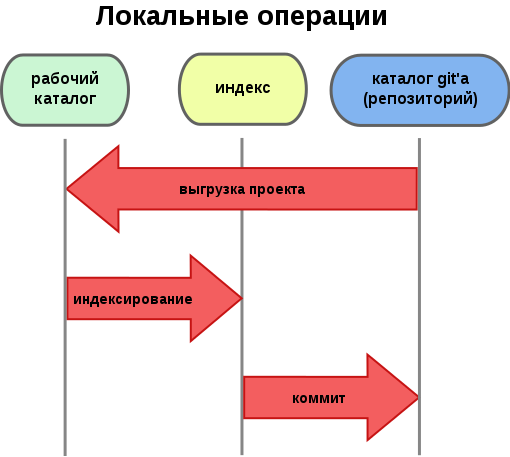 Локальные операции
рабочий
каталог
индекс
каталог git'а
(репозиторий)
выгрузка проекта
индексирование
коммит